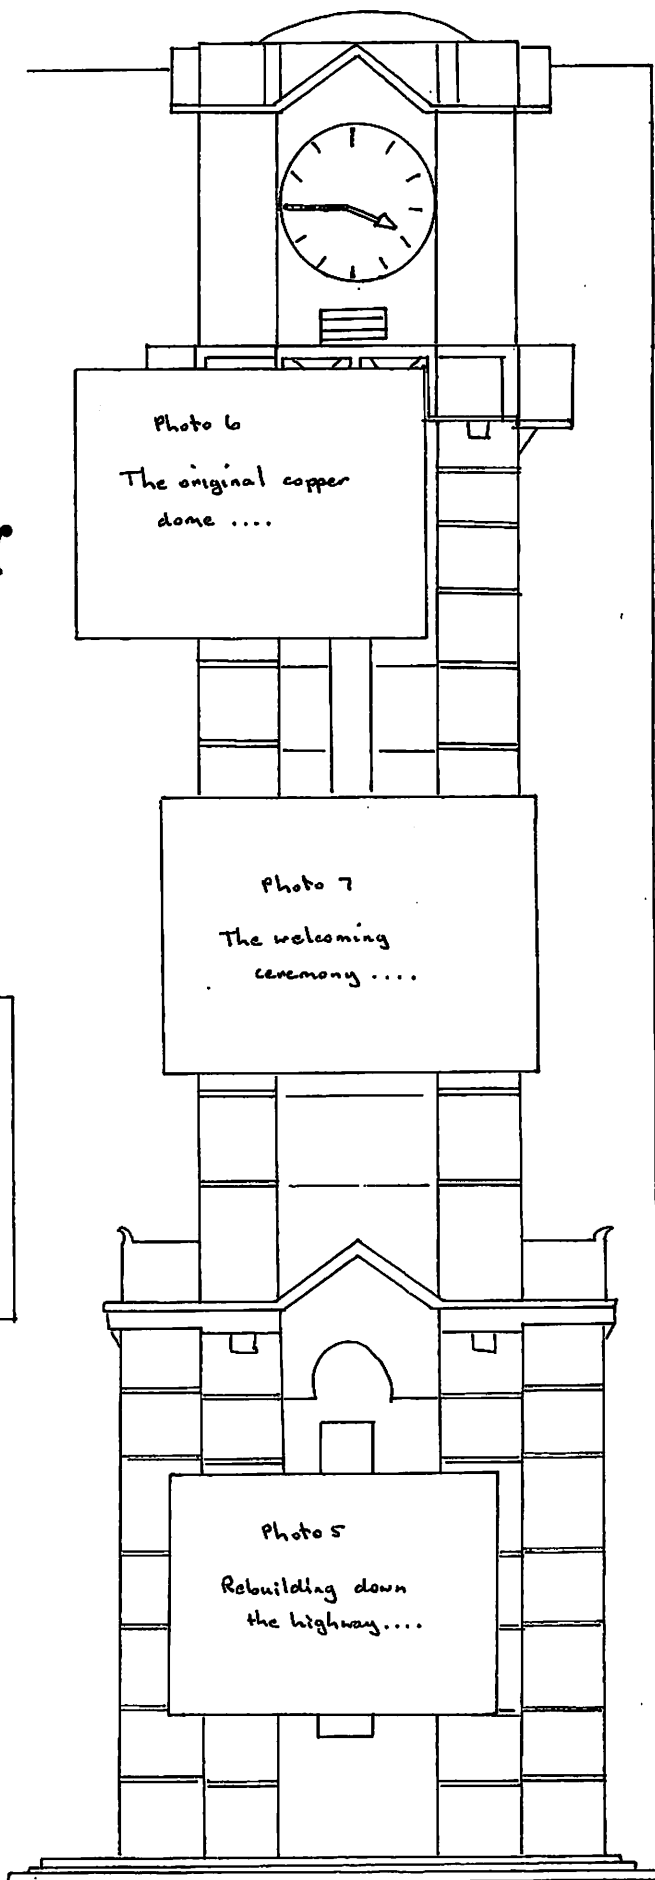 Photo 6
The original copper
dome ....
Photo 7
The welcoming
ceremony ....
Photo 5
Rebuilding down
the highway....